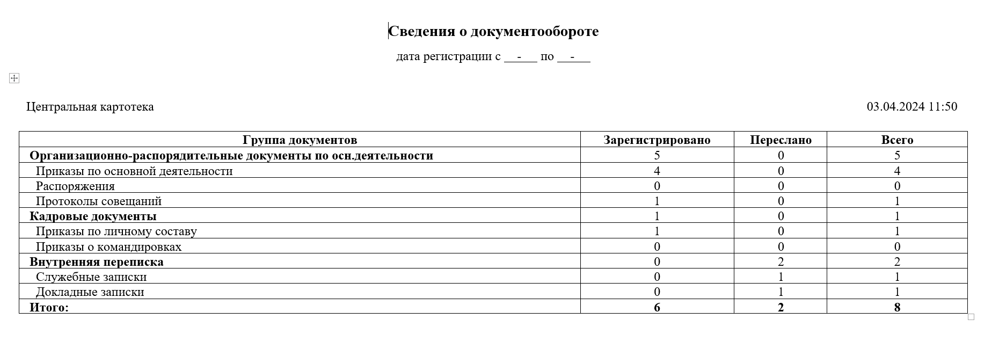 Сведения о документообороте
дата регистрации с __-__ по __-__
Центральная картотека 03.04.2024 11:50
Группа документов Зарегистрировано Переслано Всего
Организационно-распорядительные документы по осн.деятельности 5 0 5
Приказы по основной деятельности 4 0 4
Распоряжения 0 0 0
Протоколы совещаний 1 0 1
Кадровые документы 1 0 1
Приказы по личному составу 1 0 1
Приказы о командировках 0 0 0
Внутренняя переписка 0 2 2
Служебные записки 0 1 1
Докладные записки 0 1 1
Итого: 6 2 8